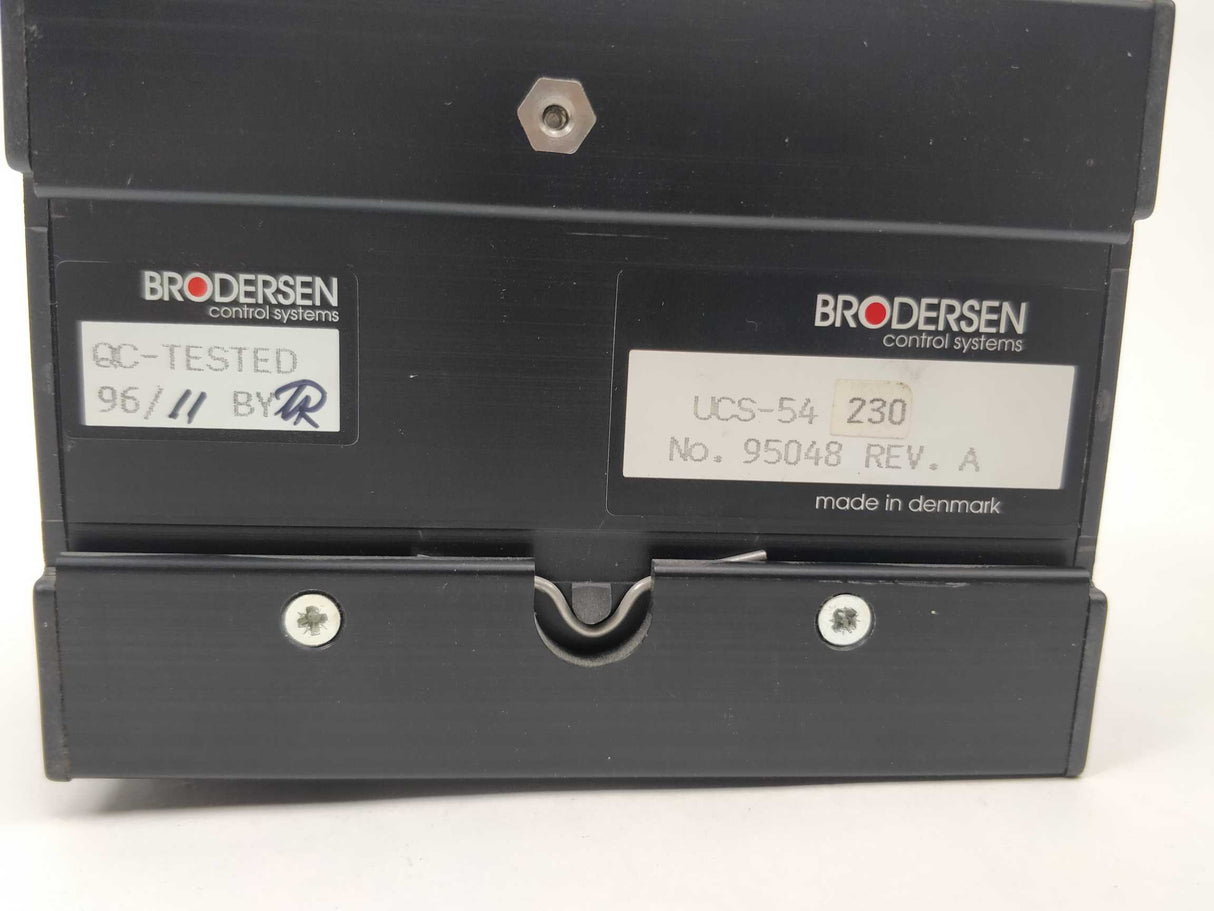 BRODERSEN
control systems
QC-TESTED
96/11 BY TR
BRODERSEN
control systems
UCS-54 230
No. 95048 REV. A
made in denmark